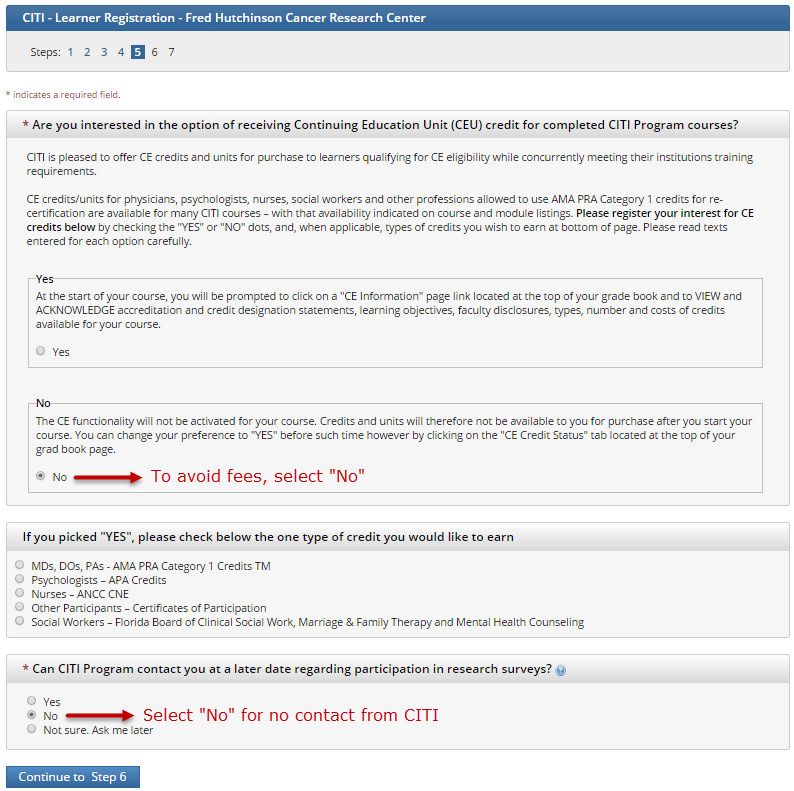 CITI - Learner Registration - Fred Hutchinson Cancer Research Center
Steps: 1 2 3 4 5 6 7
* indicates a required field.
* Are you interested in the option of receiving Continuing Education Unit (CEU) credit for completed CITI Program courses?
CITI is pleased to offer CE credits and units for purchase to learners qualifying for CE eligibility while concurrently meeting their institutions training
requirements.
CE credits/units for physicians, psychologists, nurses, social workers and other professions allowed to use AMA PRA Category 1 credits for re-
certification are available for many CITI courses – with that availability indicated on course and module listings. Please register your interest for CE
credits below by checking the "YES" or "NO" dots, and, when applicable, types of credits you wish to earn at bottom of page. Please read texts
entered for each option carefully.
Yes
At the start of your course, you will be prompted to click on a "CE Information" page link located at the top of your grade book and to VIEW and
ACKNOWLEDGE accreditation and credit designation statements, learning objectives, faculty disclosures, types, number and costs of credits
available for your course.
Yes
No
The CE functionality will not be activated for your course. Credits and units will therefore not be available to you for purchase after you start your
course. You can change your preference to "YES" before such time however by clicking on the "CE Credit Status" tab located at the top of your
grad book page.
No To avoid fees, select "No"
If you picked "YES", please check below the one type of credit you would like to earn
MDs, DOs, PAs - AMA PRA Category 1 Credits TM
Psychologists – APA Credits
Nurses – ANCC CNE
Other Participants – Certificates of Participation
Social Workers – Florida Board of Clinical Social Work, Marriage & Family Therapy and Mental Health Counseling
* Can CITI Program contact you at a later date regarding participation in research surveys? ?
Yes
No Select "No" for no contact from CITI
Not sure. Ask me later
Continue to Step 6